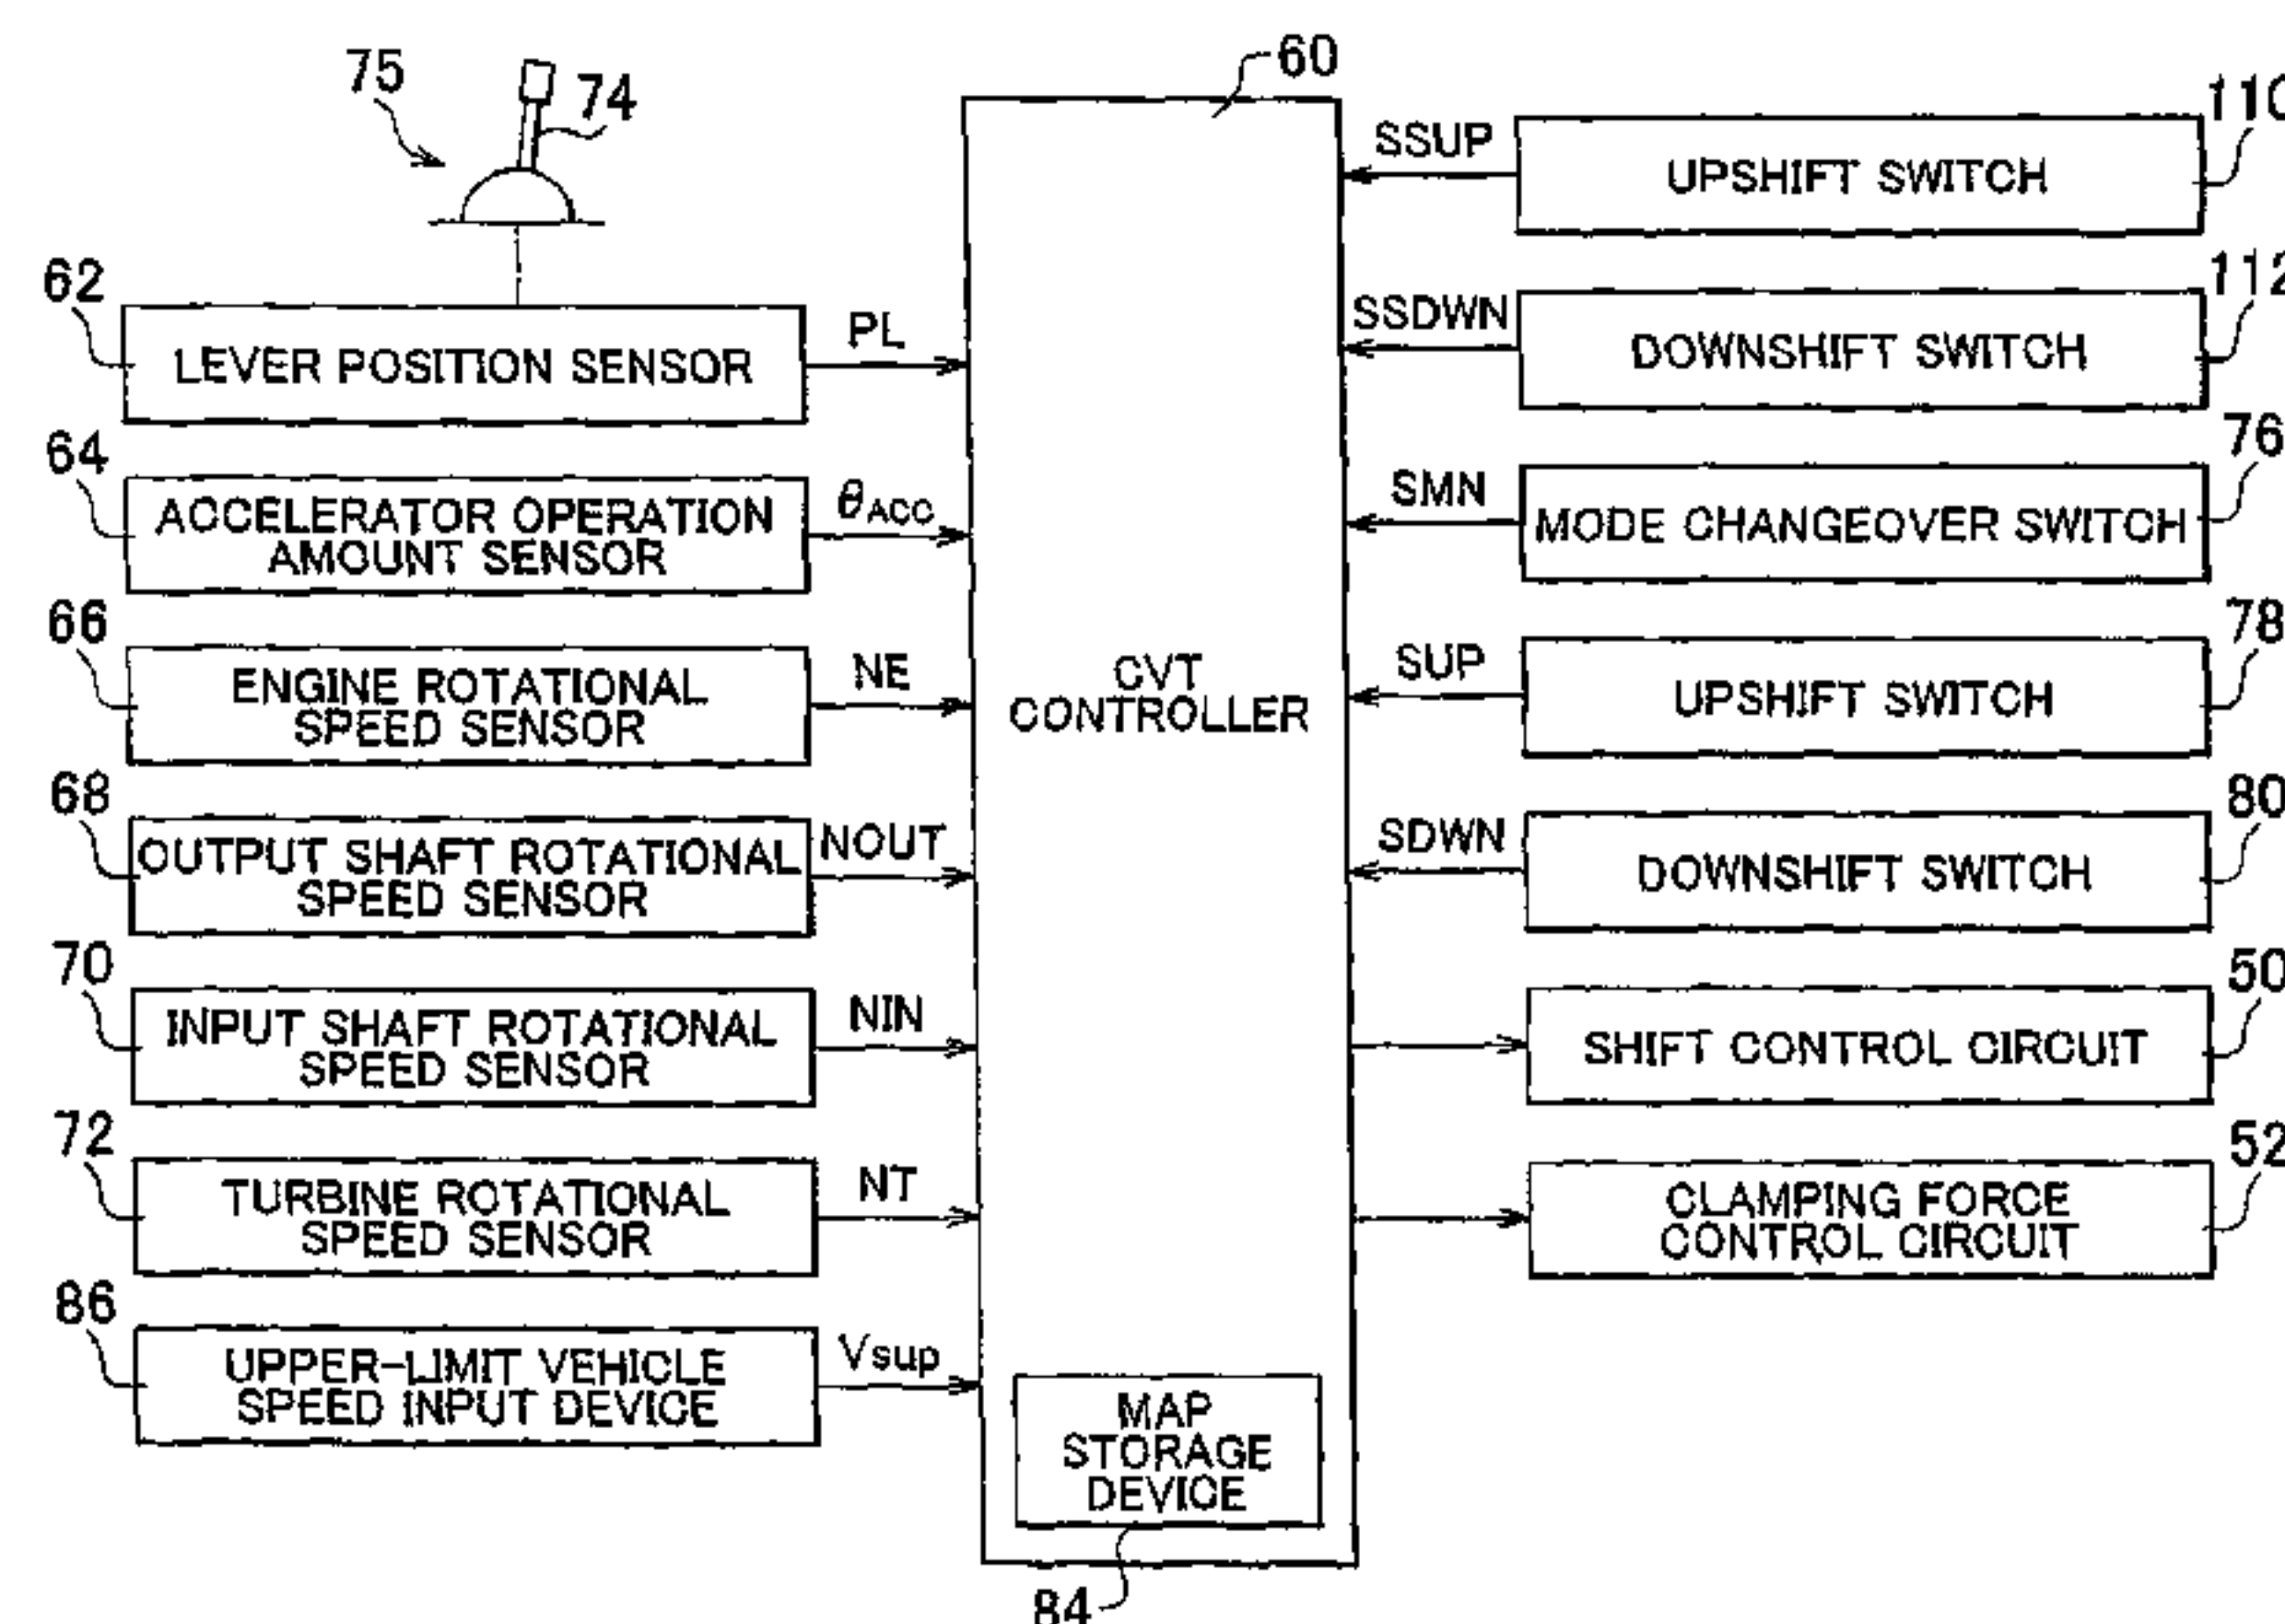 75
74
62
LEVER POSITION SENSOR
PL
64
ACCELERATOR OPERATION
AMOUNT SENSOR
θACC
66
ENGINE ROTATIONAL
SPEED SENSOR
NE
68
OUTPUT SHAFT ROTATIONAL
SPEED SENSOR
NOUT
70
INPUT SHAFT ROTATIONAL
SPEED SENSOR
NIN
72
TURBINE ROTATIONAL
SPEED SENSOR
NT
86
UPPER-LIMIT VEHICLE
SPEED INPUT DEVICE
Vsup
60
CVT
CONTROLLER
MAP
STORAGE
DEVICE
84
SSUP
UPSHIFT SWITCH
110
SSDWN
DOWNSHIFT SWITCH
112
SMN
MODE CHANGEOVER SWITCH
76
SUP
UPSHIFT SWITCH
78
SDWN
DOWNSHIFT SWITCH
80
SHIFT CONTROL CIRCUIT
50
CLAMPING FORCE
CONTROL CIRCUIT
52